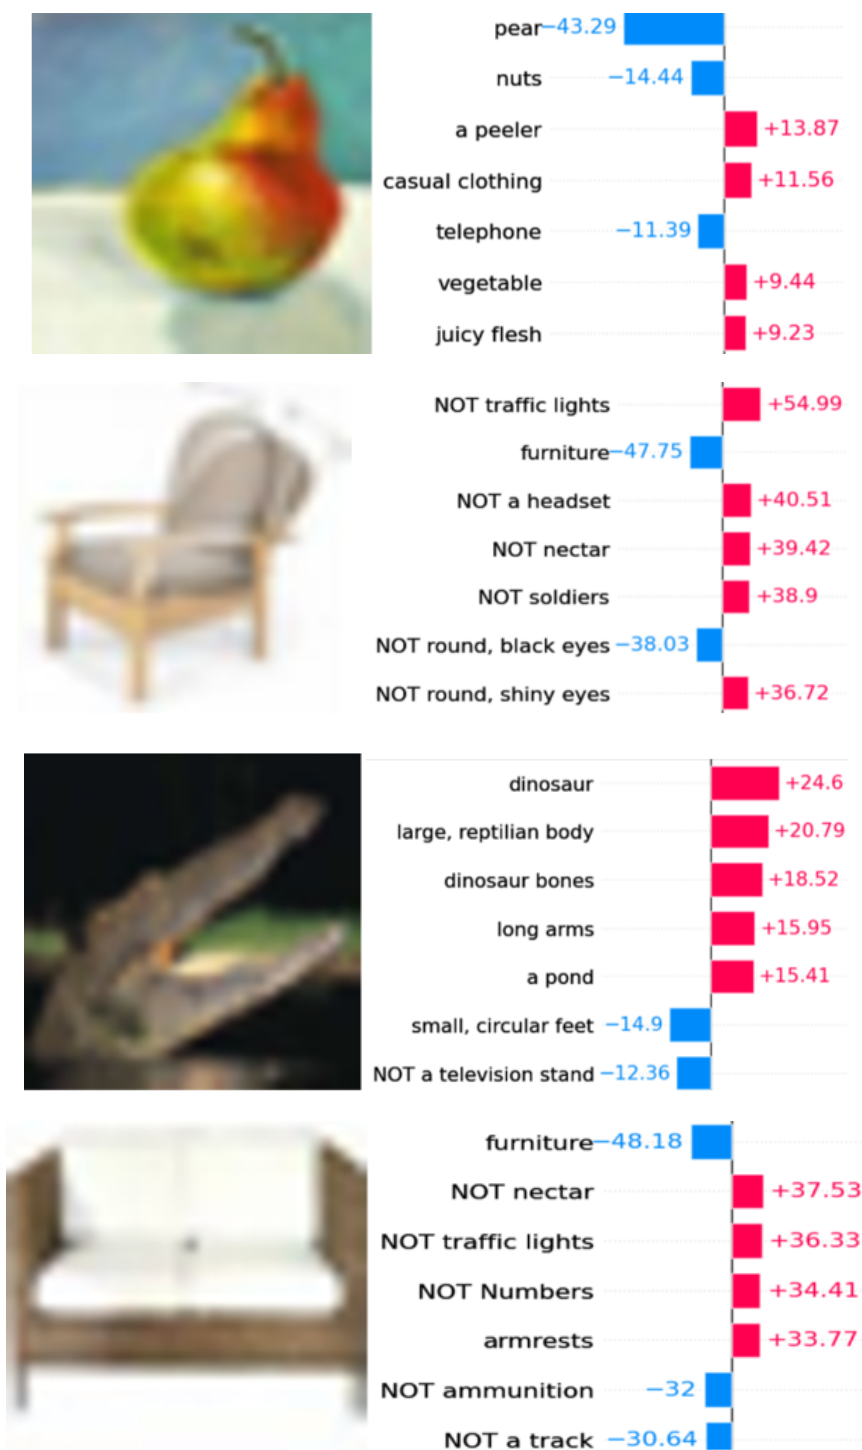 pear −43.29
nuts −14.44
a peeler +13.87
casual clothing +11.56
telephone −11.39
vegetable +9.44
juicy flesh +9.23
NOT traffic lights +54.99
furniture −47.75
NOT a headset +40.51
NOT nectar +39.42
NOT soldiers +38.9
NOT round, black eyes −38.03
NOT round, shiny eyes +36.72
dinosaur +24.6
large, reptilian body +20.79
dinosaur bones +18.52
long arms +15.95
a pond +15.41
small, circular feet −14.9
NOT a television stand −12.36
furniture −48.18
NOT nectar +37.53
NOT traffic lights +36.33
NOT Numbers +34.41
armrests +33.77
NOT ammunition −32
NOT a track −30.64